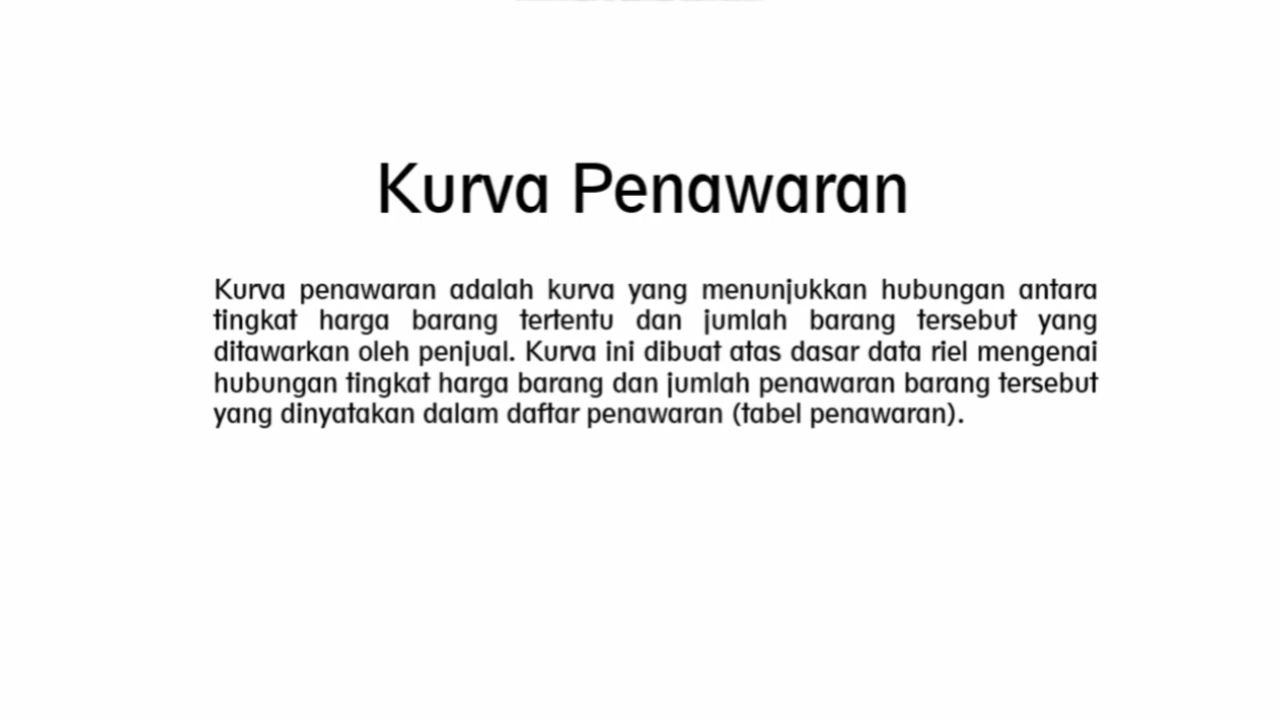 Kurva Penawaran
Kurva penawaran adalah kurva yang menunjukkan hubungan antara
tingkat harga barang tertentu dan jumlah barang tersebut yang
ditawarkan oleh penjual. Kurva ini dibuat atas dasar data riel mengenai
hubungan tingkat harga barang dan jumlah penawaran barang tersebut
yang dinyatakan dalam daftar penawaran (tabel penawaran).